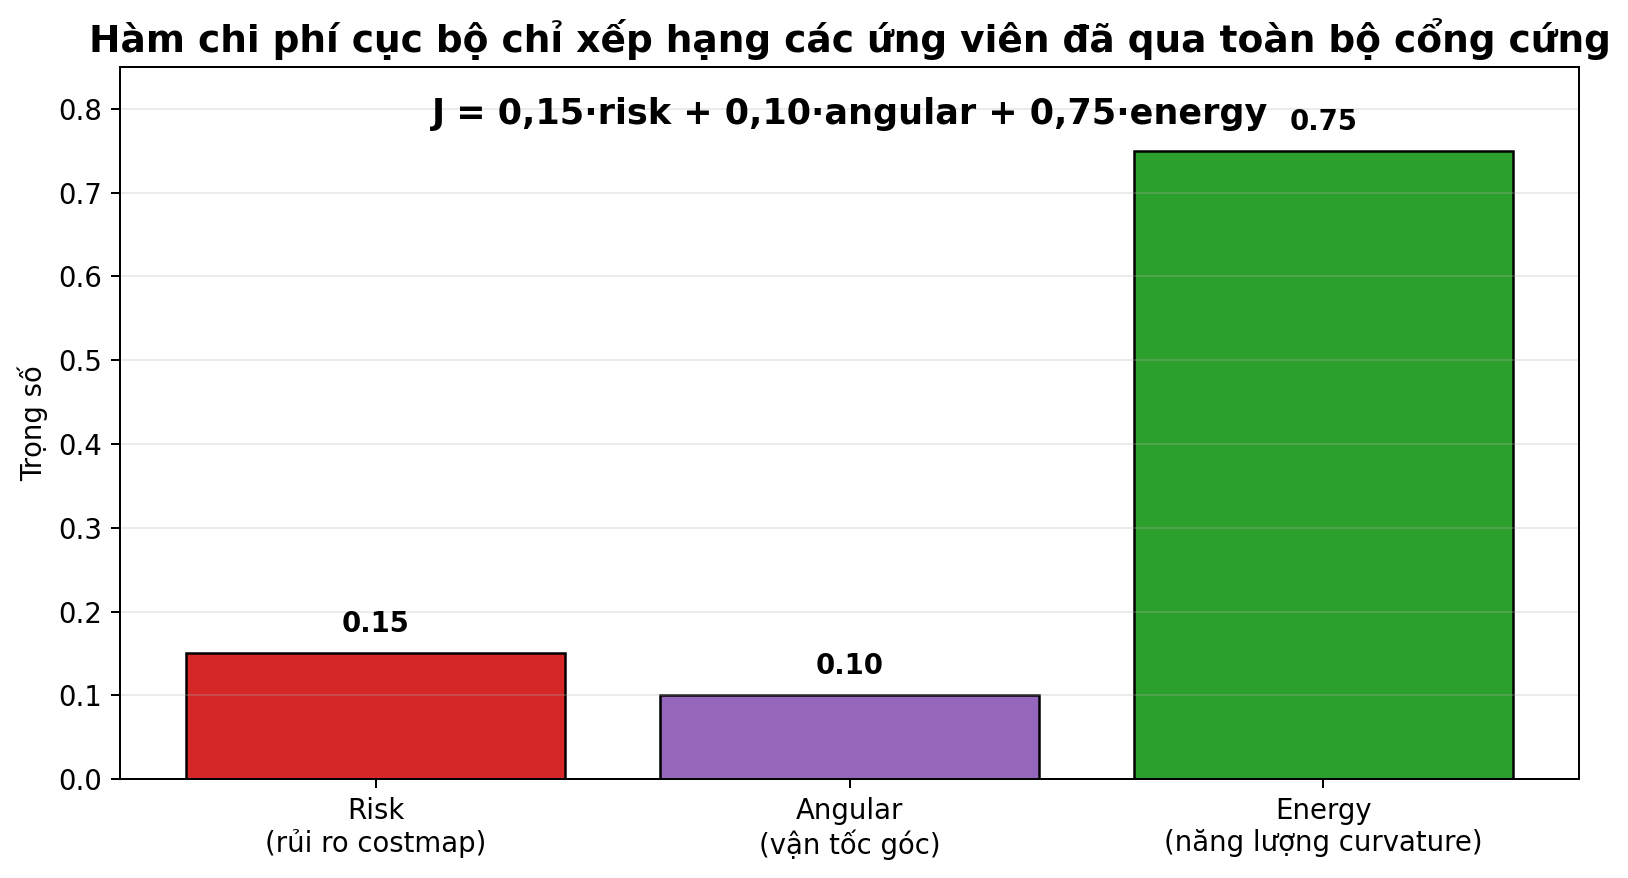 Hàm chi phí cục bộ chỉ xếp hạng các ứng viên đã qua toàn bộ cổng cứng
J = 0,15·risk + 0,10·angular + 0,75·energy
0.75
0.15
0.10
Trọng số
0.8
0.7
0.6
0.5
0.4
0.3
0.2
0.1
0.0
Risk
(rủi ro costmap)
Angular
(vận tốc góc)
Energy
(năng lượng curvature)